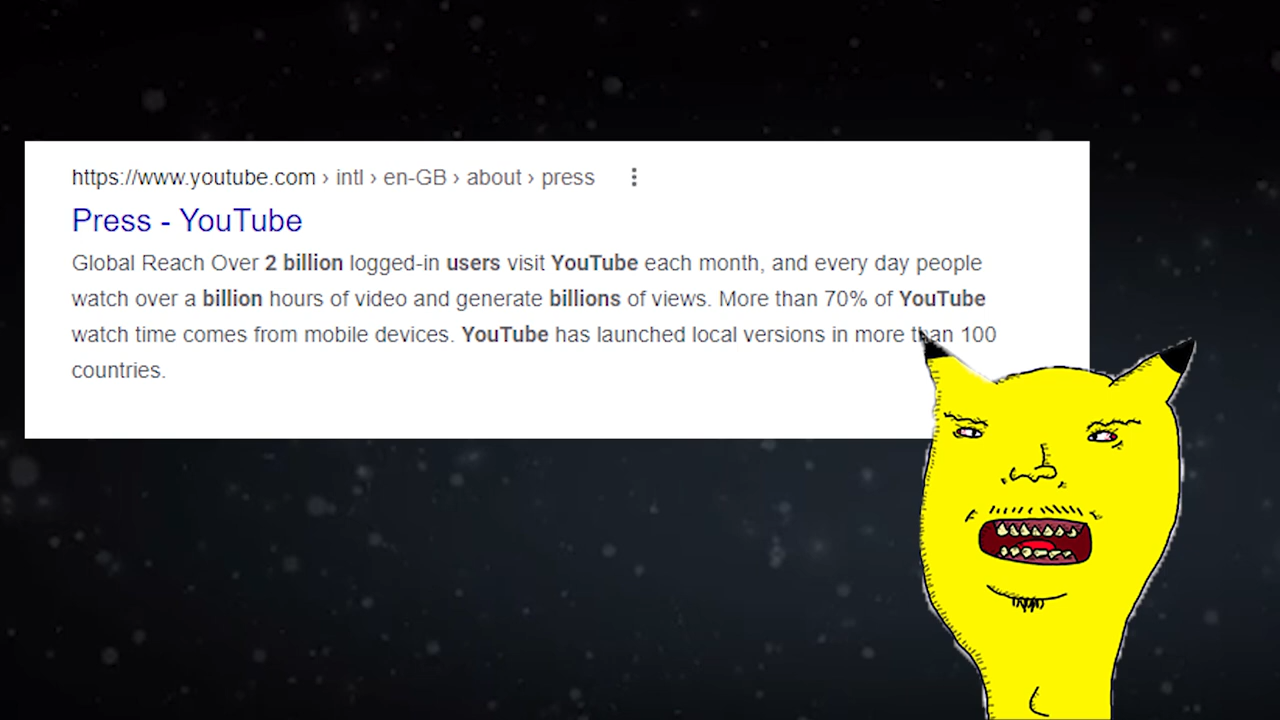 https://www.youtube.com › intl › en-GB › about › press
Press - YouTube
Global Reach Over 2 billion logged-in users visit YouTube each month, and every day people
watch over a billion hours of video and generate billions of views. More than 70% of YouTube
watch time comes from mobile devices. YouTube has launched local versions in more than 100
countries.